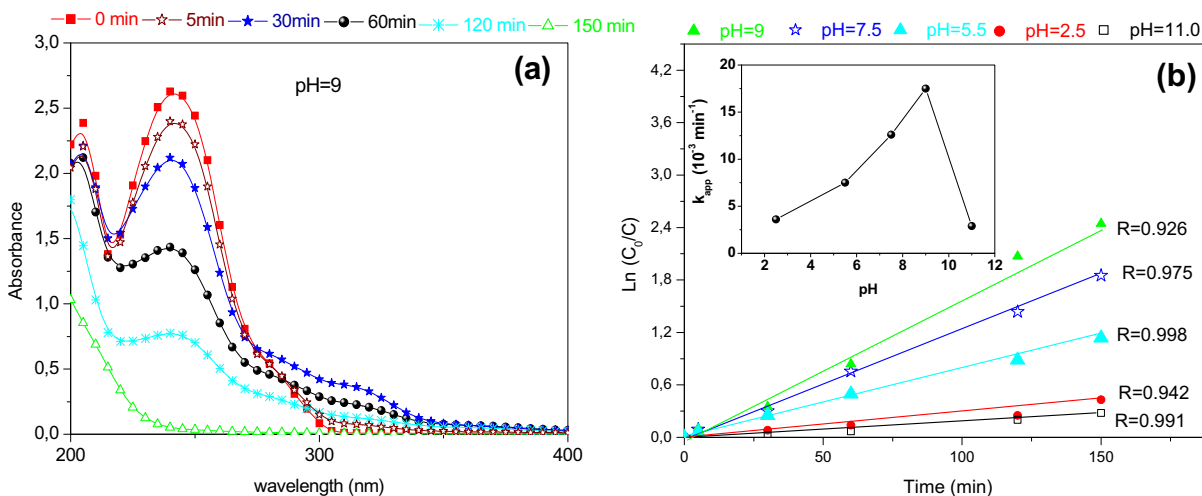 0 min 5min 30min 60min 120 min 150 min
(a)
pH=9
3,0
2,5
2,0
1,5
1,0
0,5
0,0
Absorbance
200 300 400
wavelength (nm)
pH=9 pH=7.5 pH=5.5 pH=2.5 pH=11.0
(b)
4,2
3,6
3,0
2,4
1,8
1,2
0,6
0,0
Ln (C0/C)
20
15
10
5
0
kapp (10-3 min-1)
2 4 6 8 10 12
pH
R=0.926
R=0.975
R=0.998
R=0.942
R=0.991
0 50 100 150
Time (min)